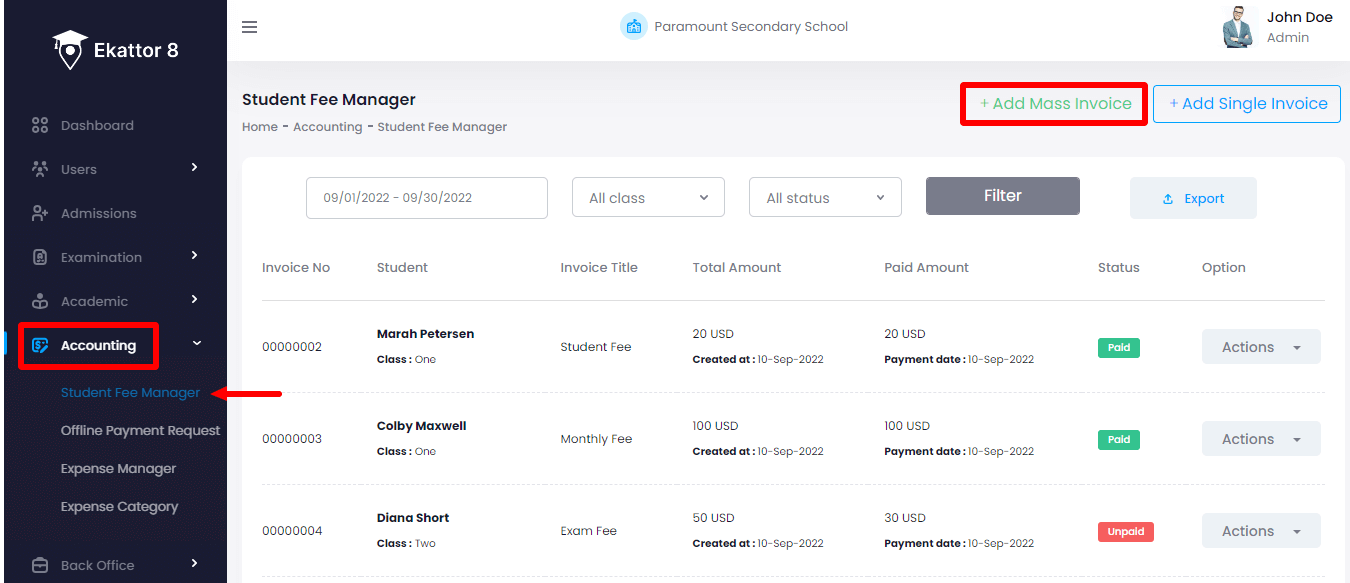 Ekattor 8
Dashboard
Users
Admissions
Examination
Academic
Accounting
Student Fee Manager
Offline Payment Request
Expense Manager
Expense Category
Back Office
Paramount Secondary School
John Doe
Admin
Student Fee Manager
Home - Accounting - Student Fee Manager
+ Add Mass Invoice
+ Add Single Invoice
09/01/2022 - 09/30/2022
All class
All status
Filter
Export
Invoice No Student Invoice Title Total Amount Paid Amount Status Option
00000002
Marah Petersen
Class : One
Student Fee
20 USD
Created at : 10-Sep-2022
20 USD
Payment date : 10-Sep-2022
Paid
Actions
00000003
Colby Maxwell
Class : One
Monthly Fee
100 USD
Created at : 10-Sep-2022
100 USD
Payment date : 10-Sep-2022
Paid
Actions
00000004
Diana Short
Class : Two
Exam Fee
50 USD
Created at : 10-Sep-2022
30 USD
Payment date : 10-Sep-2022
Unpaid
Actions